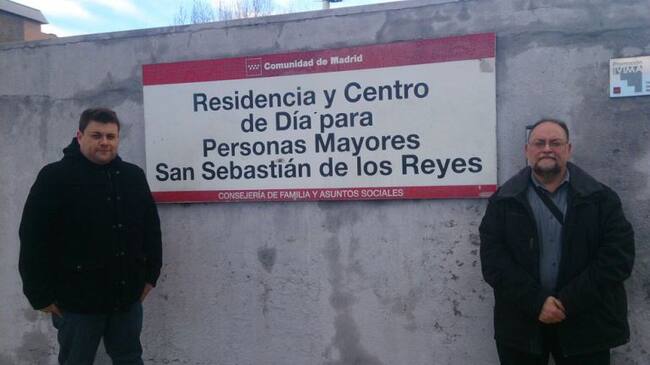 Comunidad de Madrid
Residencia y Centro
de Día para
Personas Mayores
San Sebastián de los Reyes
CONSEJERÍA DE FAMILIA Y ASUNTOS SOCIALES